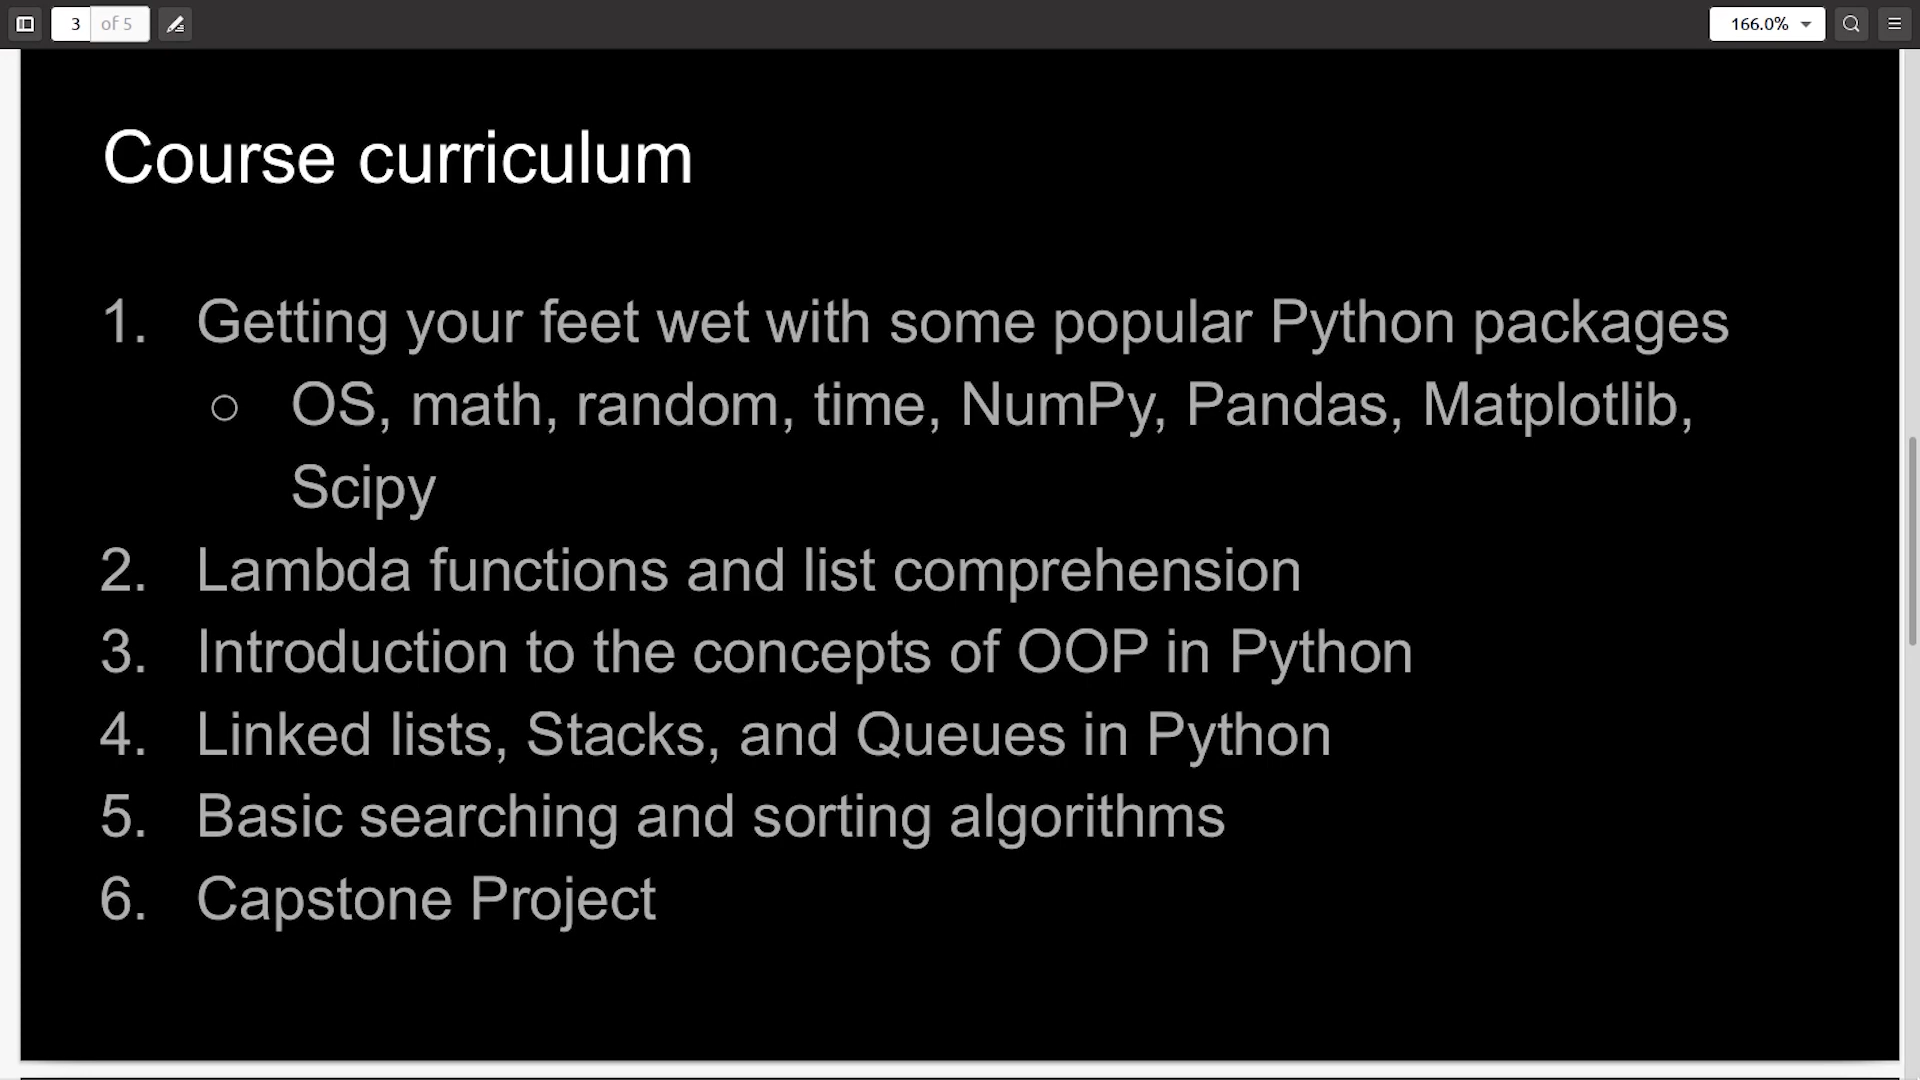 3 of 5
166.0%
Course curriculum
1. Getting your feet wet with some popular Python packages
○ OS, math, random, time, NumPy, Pandas, Matplotlib,
Scipy
2. Lambda functions and list comprehension
3. Introduction to the concepts of OOP in Python
4. Linked lists, Stacks, and Queues in Python
5. Basic searching and sorting algorithms
6. Capstone Project